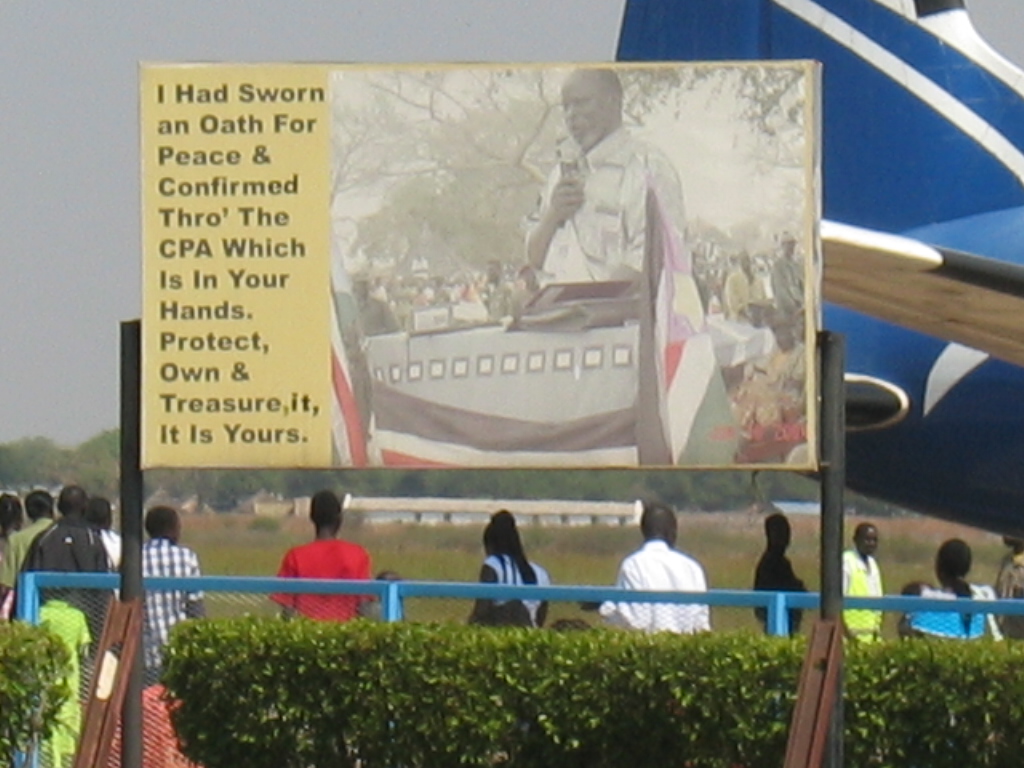 I Had Sworn
an Oath For
Peace &
Confirmed
Thro' The
CPA Which
Is In Your
Hands.
Protect,
Own &
Treasure,it,
It Is Yours.